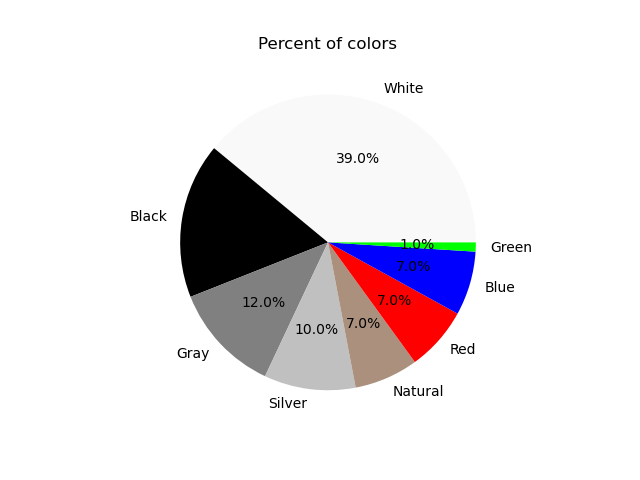 Percent of colors
White
39.0%
Black
12.0%
Gray
10.0%
Silver
7.0%
Natural
7.0%
Red
7.0%
Blue
1.0%
Green